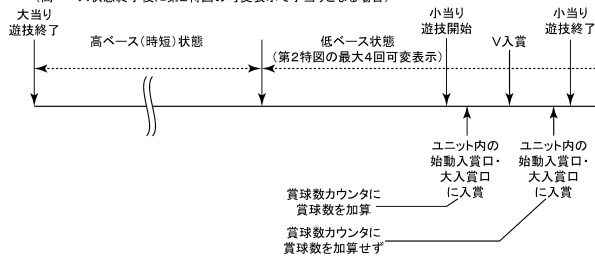 大当り
遊技終了
小当り
遊技開始
小当り
遊技終了
高ベース(時短)状態
低ベース状態
(第2特図の最大4回可変表示)
V入賞
ユニット内の
始動入賞口・
大入賞口
に入賞
ユニット内の
始動入賞口・
大入賞口
に入賞
賞球数カウンタに
賞球数を加算
賞球数カウンタに
賞球数を加算せず